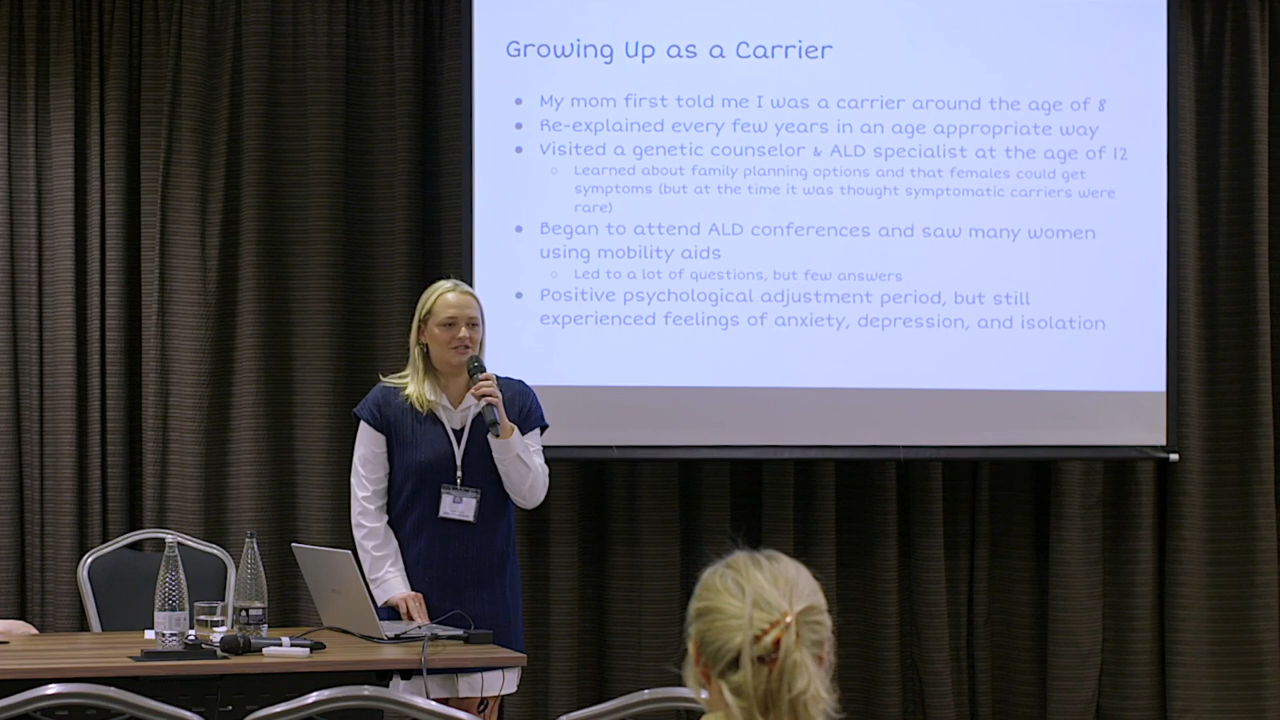 Growing Up as a Carrier
● My mom first told me I was a carrier around the age of 8
● Re-explained every few years in an age appropriate way
● Visited a genetic counselor & ALD specialist at the age of 12
○ Learned about family planning options and that females could get
symptoms (but at the time it was thought symptomatic carriers were
rare)
● Began to attend ALD conferences and saw many women
using mobility aids
○ Led to a lot of questions, but few answers
● Positive psychological adjustment period, but still
experienced feelings of anxiety, depression, and isolation